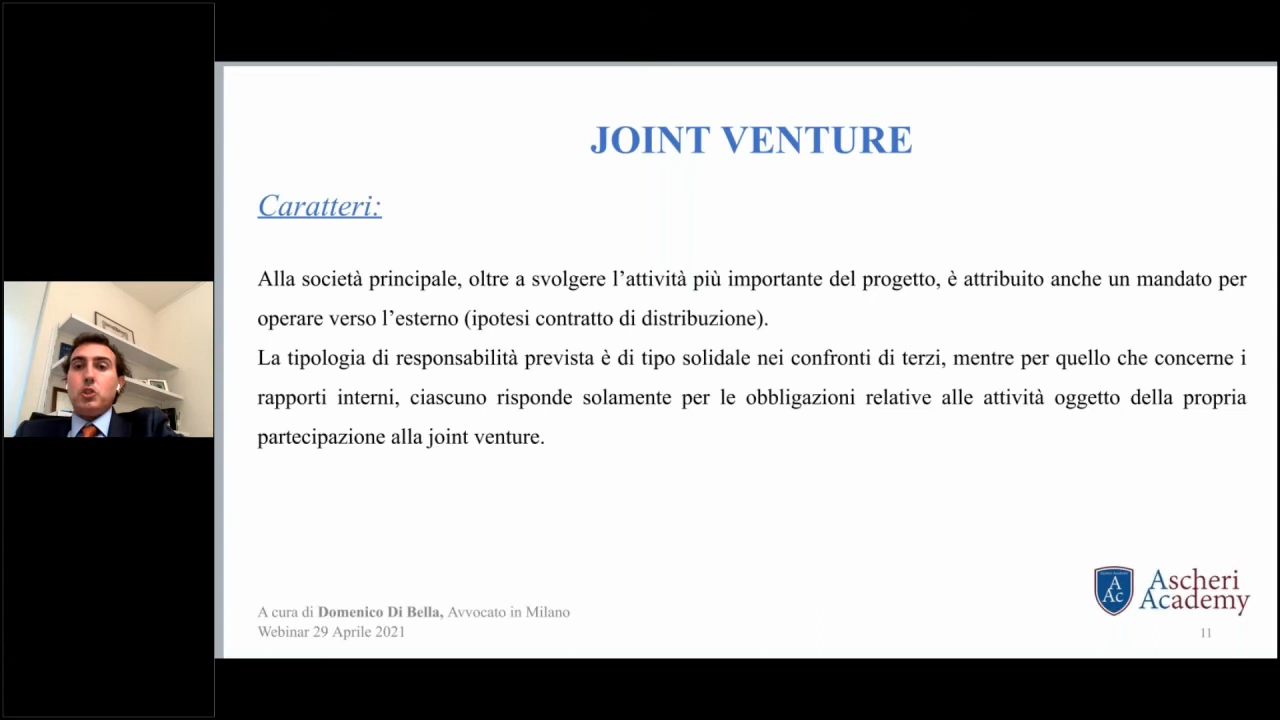 JOINT VENTURE
Caratteri:
Alla società principale, oltre a svolgere l’attività più importante del progetto, è attribuito anche un mandato per
operare verso l’esterno (ipotesi contratto di distribuzione).
La tipologia di responsabilità prevista è di tipo solidale nei confronti di terzi, mentre per quello che concerne i
rapporti interni, ciascuno risponde solamente per le obbligazioni relative alle attività oggetto della propria
partecipazione alla joint venture.
A cura di Domenico Di Bella, Avvocato in Milano
Webinar 29 Aprile 2021
A
Ac
Ascheri
Academy
11